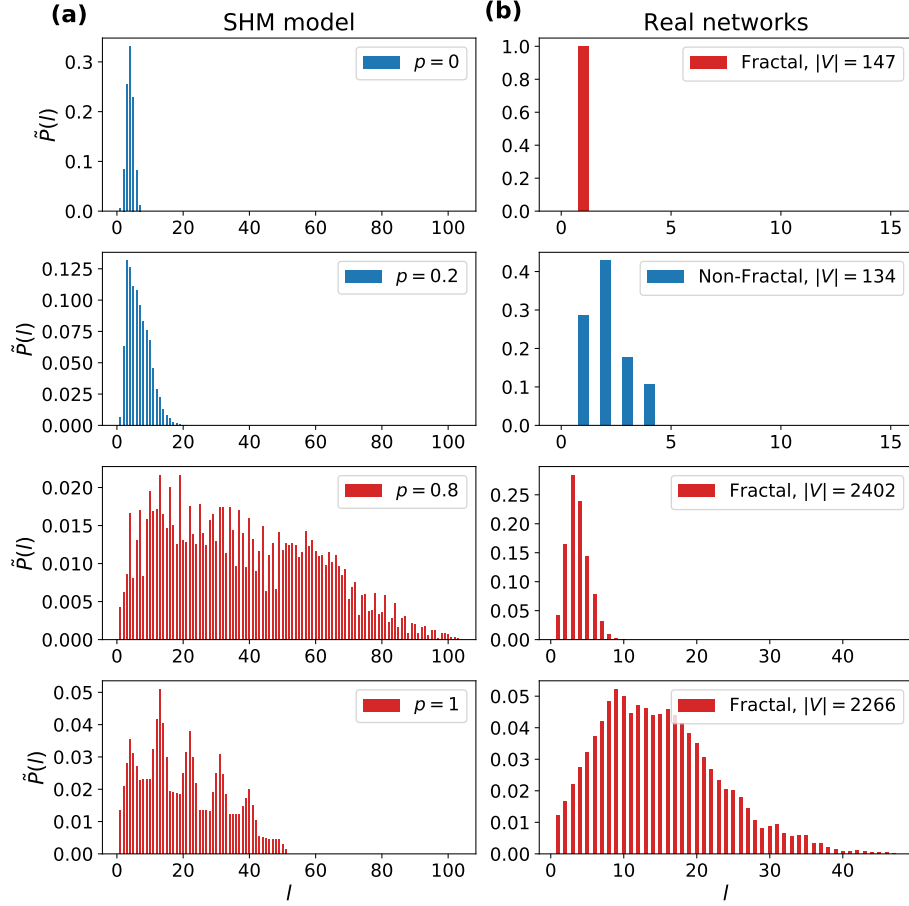 (a)
SHM model
P̃(l)
0.3
0.2
0.1
0.0
p = 0
0 20 40 60 80 100
P̃(l)
0.125
0.100
0.075
0.050
0.025
0.000
p = 0.2
0 20 40 60 80 100
P̃(l)
0.020
0.015
0.010
0.005
0.000
p = 0.8
0 20 40 60 80 100
P̃(l)
0.05
0.04
0.03
0.02
0.01
0.00
p = 1
0 20 40 60 80 100
l
(b)
Real networks
1.0
0.8
0.6
0.4
0.2
0.0
Fractal, |V| = 147
0 5 10 15
0.4
0.3
0.2
0.1
0.0
Non-Fractal, |V| = 134
0 5 10 15
0.25
0.20
0.15
0.10
0.05
0.00
Fractal, |V| = 2402
0 10 20 30 40
0.05
0.04
0.03
0.02
0.01
0.00
Fractal, |V| = 2266
0 10 20 30 40
l